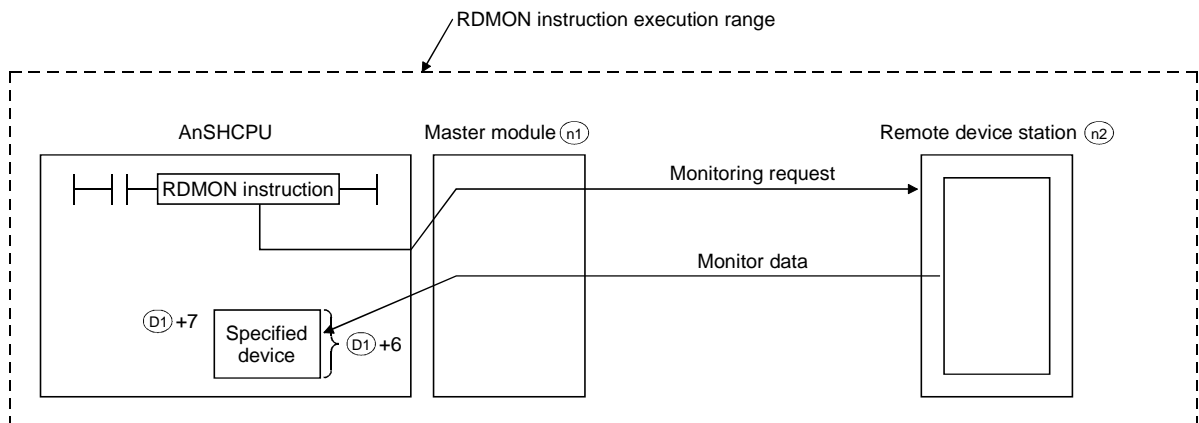 RDMON instruction execution range
AnSHCPU
Master module n1
Remote device station n2
RDMON instruction
Monitoring request
Monitor data
D1 +7
Specified
device
D1 +6